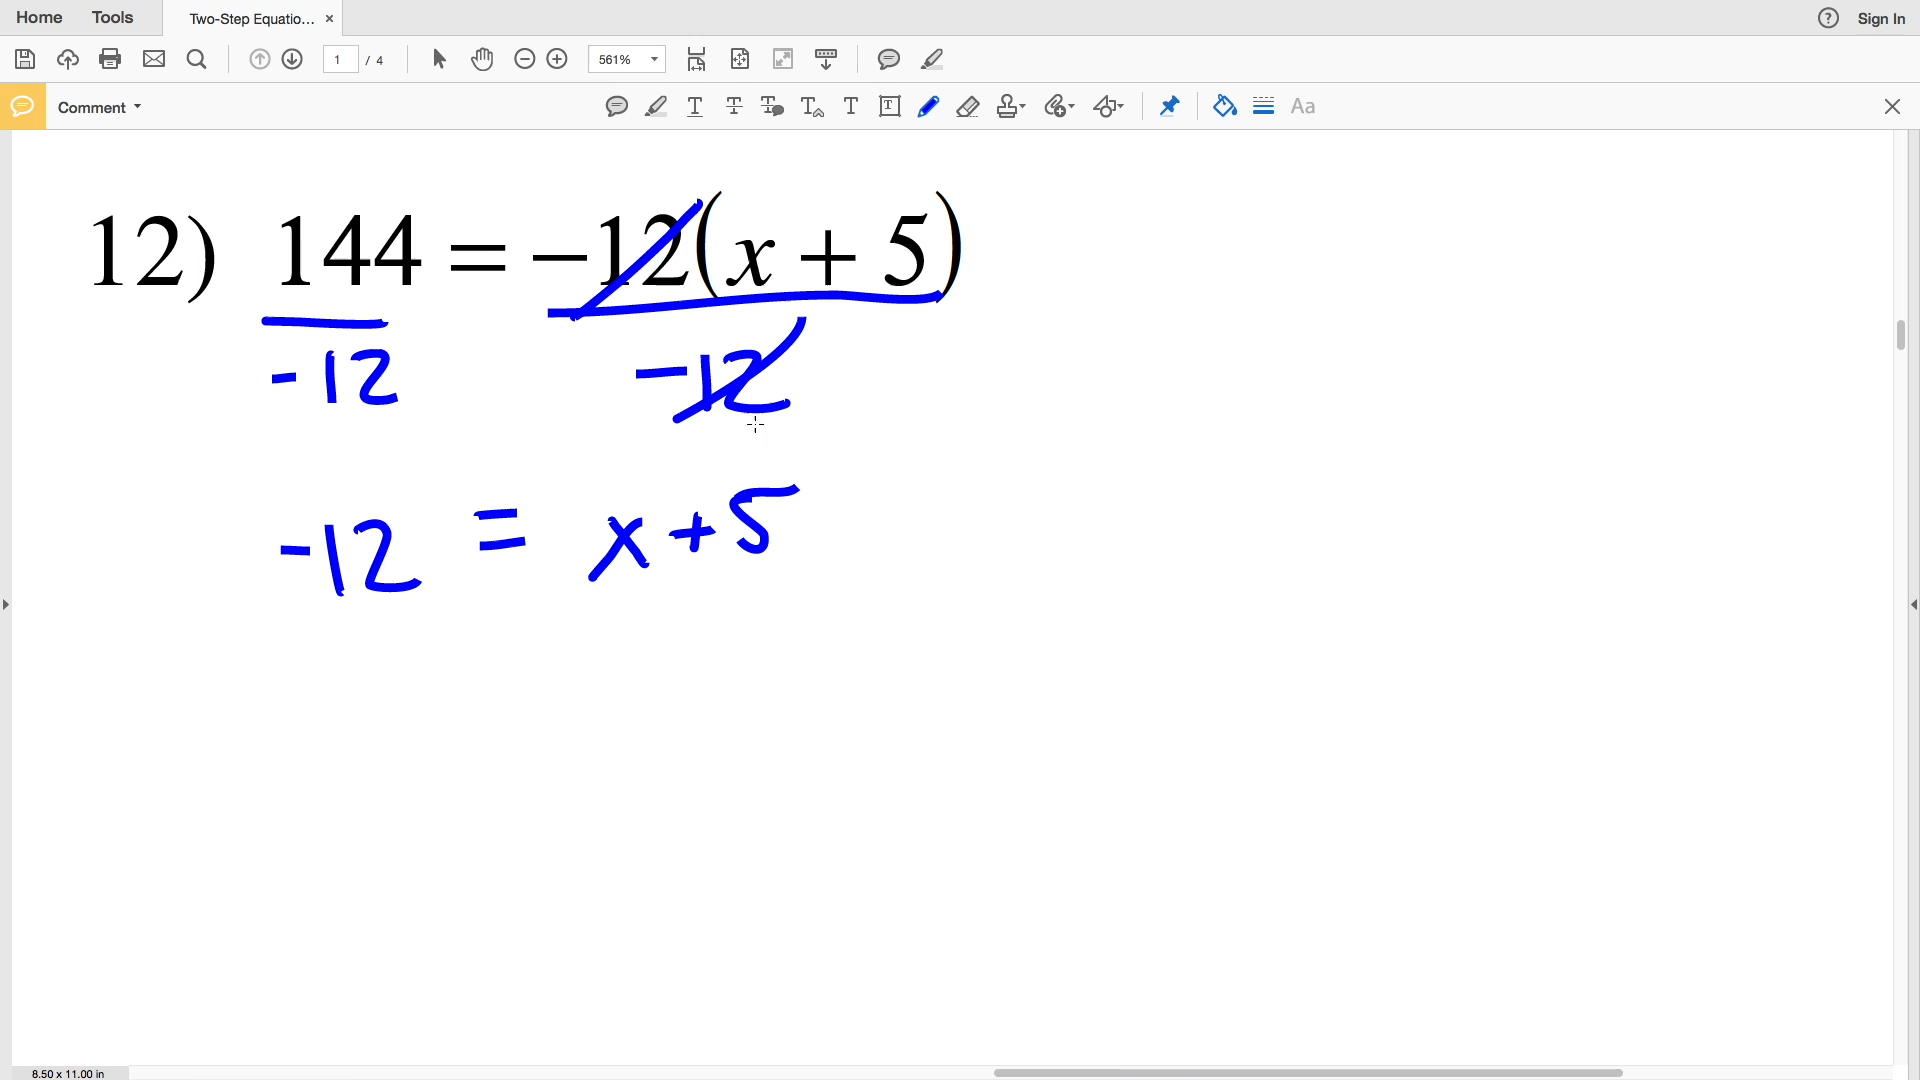 Home Tools Two-Step Equatio... × ? Sign In
1 / 4 561%
Comment T T T T T T Aa
12) 144 = −12(x + 5)
-12 -12
-12 = x+5
8.50 x 11.00 in